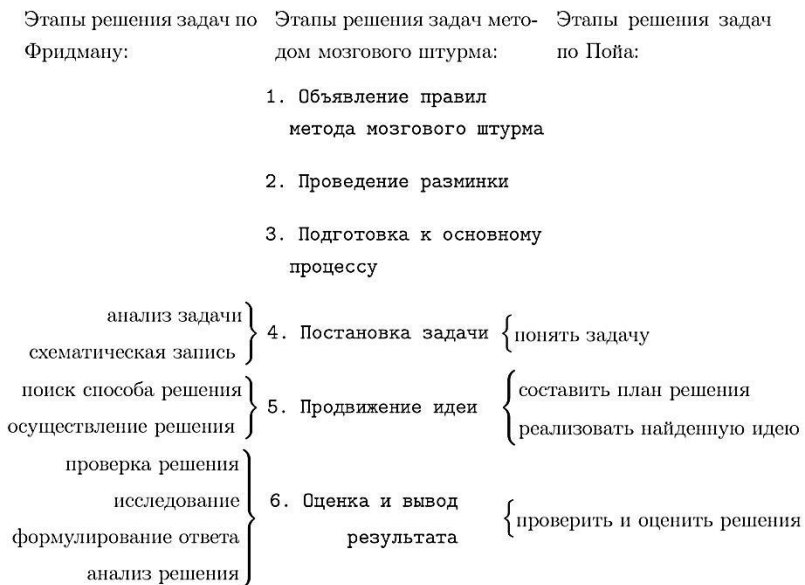 Этапы решения задач по
Фридману:
Этапы решения задач мето-
дом мозгового штурма:
Этапы решения задач
по Пойа:
1. Объявление правил
метода мозгового штурма
2. Проведение разминки
3. Подготовка к основному
процессу
анализ задачи
схематическая запись
4. Постановка задачи
понять задачу
поиск способа решения
осуществление решения
5. Продвижение идеи
составить план решения
реализовать найденную идею
проверка решения
исследование
формулирование ответа
анализ решения
6. Оценка и вывод
результата
проверить и оценить решения